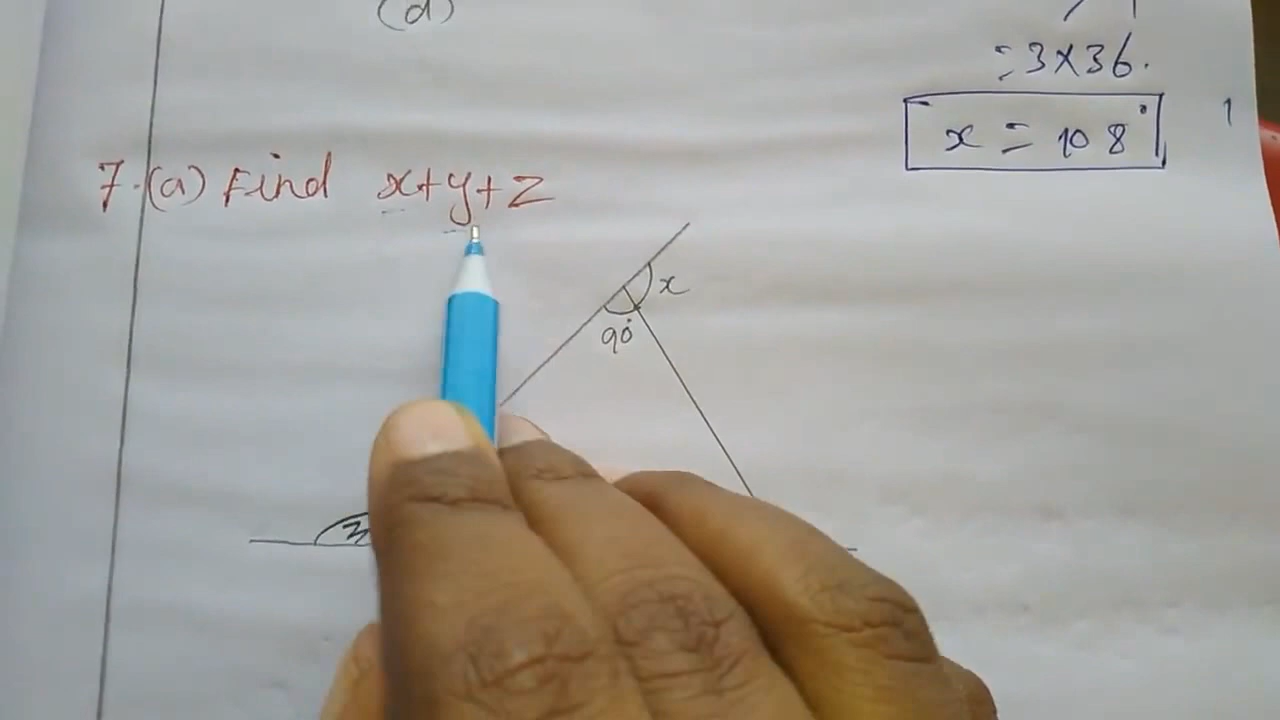 (d)
= 3 × 36.
x = 108°
7. (a) Find x+y+z
x
90°
z